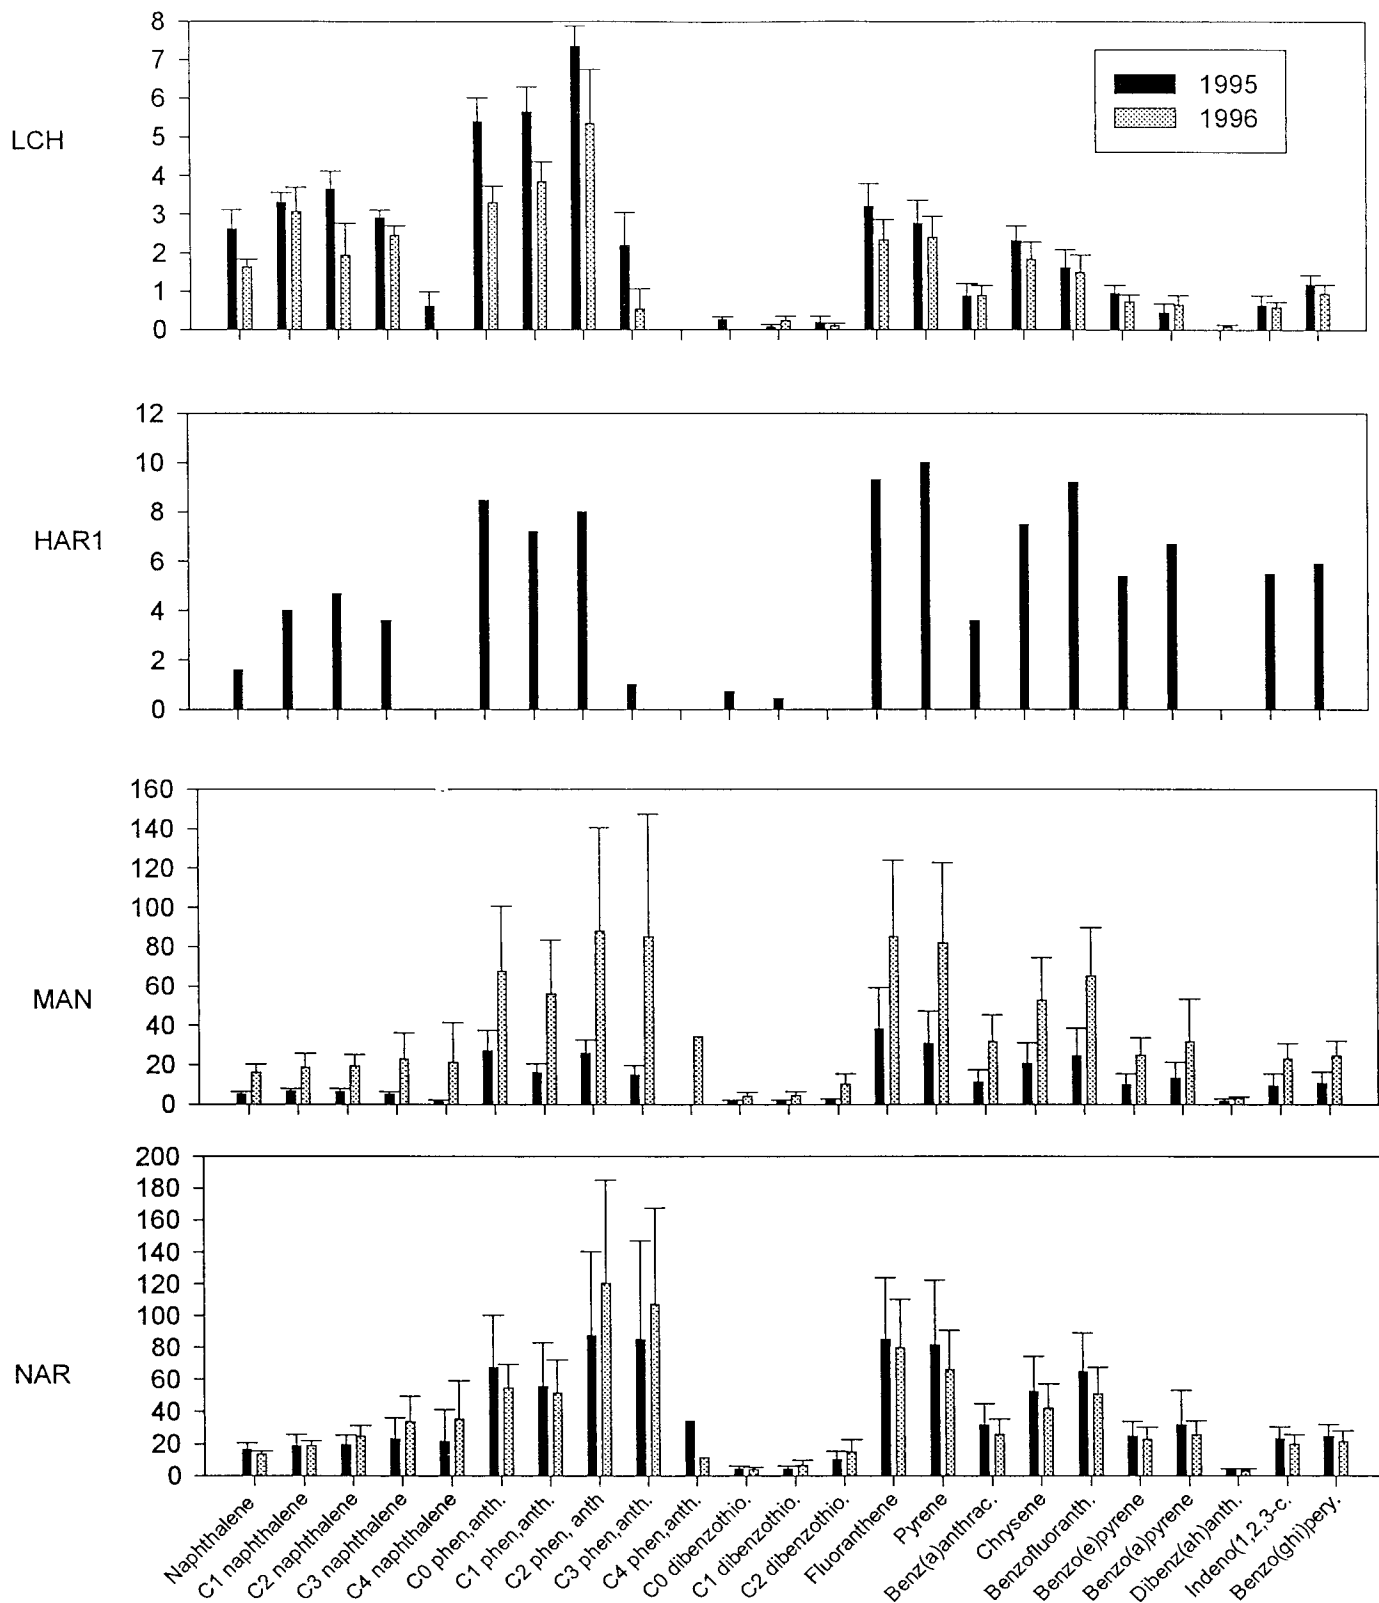 8
7
6
5
4
3
2
1
0
LCH
1995
1996
12
10
8
6
4
2
0
HAR1
160
140
120
100
80
60
40
20
0
MAN
200
180
160
140
120
100
80
60
40
20
0
NAR
Naphthalene
C1 naphthalene
C2 naphthalene
C3 naphthalene
C4 naphthalene
C0 phen,anth.
C1 phen,anth.
C2 phen, anth
C3 phen,anth.
C4 phen,anth.
C0 dibenzothio.
C1 dibenzothio.
C2 dibenzothio.
Fluoranthene
Pyrene
Benz(a)anthrac.
Chrysene
Benzofluoranth.
Benzo(e)pyrene
Benzo(a)pyrene
Dibenz(ah)anth.
Indeno(1,2,3-c.
Benzo(ghi)pery.